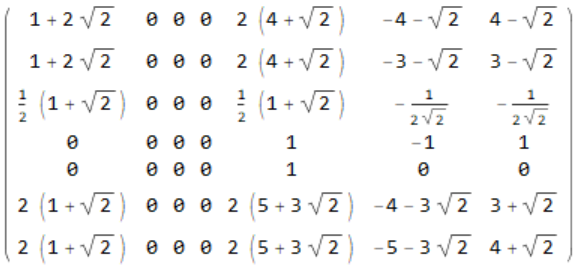 1 + 2 √2 0 0 0 2 (4 + √2) -4 - √2 4 - √2
1 + 2 √2 0 0 0 2 (4 + √2) -3 - √2 3 - √2
1/2 (1 + √2) 0 0 0 1/2 (1 + √2) - 1/(2 √2) - 1/(2 √2)
0 0 0 0 1 -1 1
0 0 0 0 1 0 0
2 (1 + √2) 0 0 0 2 (5 + 3 √2) -4 - 3 √2 3 + √2
2 (1 + √2) 0 0 0 2 (5 + 3 √2) -5 - 3 √2 4 + √2